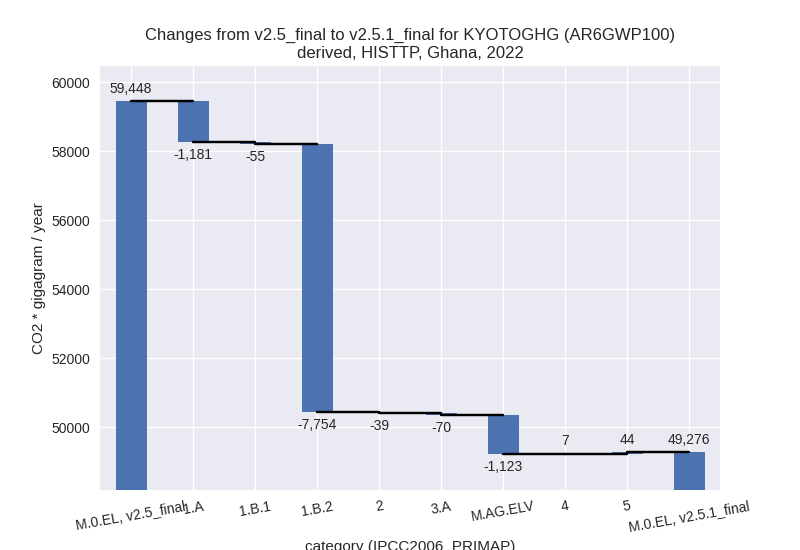 Changes from v2.5_final to v2.5.1_final for KYOTOGHG (AR6GWP100)
derived, HISTTP, Ghana, 2022
CO2 * gigagram / year
60000
58000
56000
54000
52000
50000
59,448
-1,181
-55
-7,754
-39
-70
-1,123
7
44
49,276
M.0.EL, v2.5_final
1.A
1.B.1
1.B.2
2
3.A
M.AG.ELV
4
5
M.0.EL, v2.5.1_final
category (IPCC2006_PRIMAP)